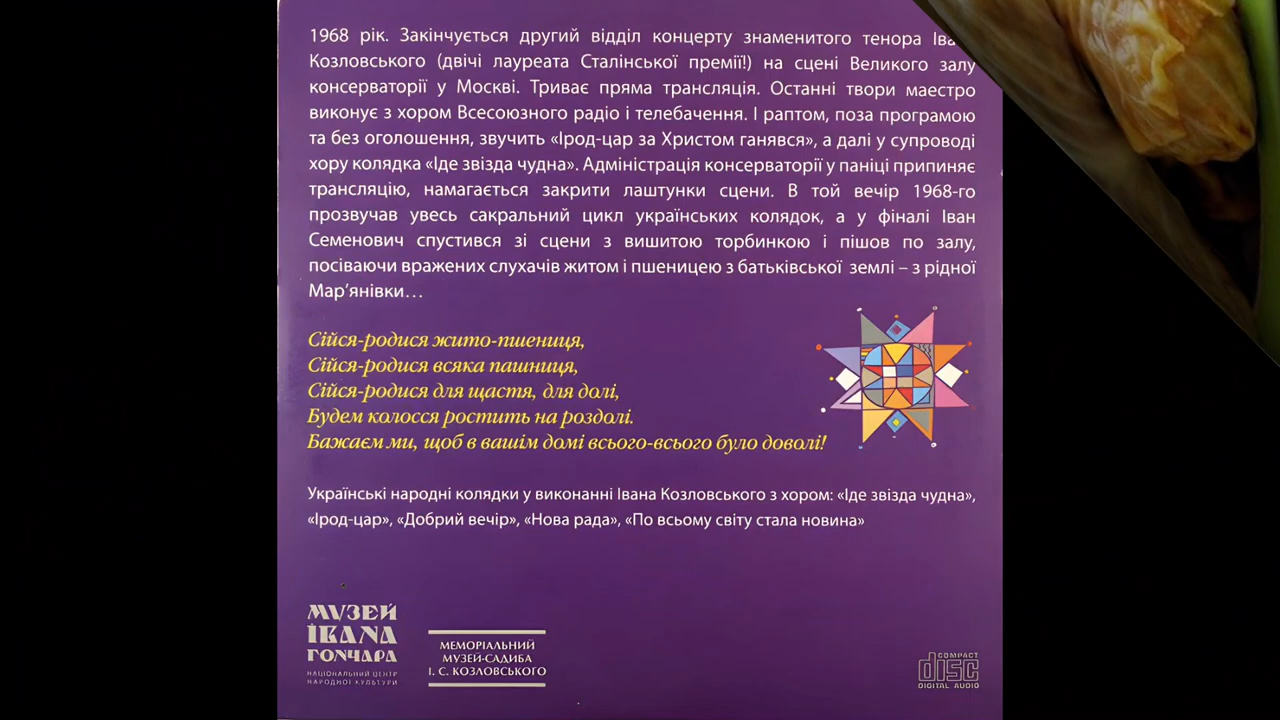 1968 рік. Закінчується другий відділ концерту знаменитого тенора
Козловського (двічі лауреата Сталінської премії!) на сцені Великого залу
консерваторії у Москві. Триває пряма трансляція. Останні твори маестро
виконує з хором Всесоюзного радіо і телебачення. І раптом, поза програмою
та без оголошення, звучить «Ірод-цар за Христом ганявся», а далі у супроводі
хору колядка «Іде звізда чудна». Адміністрація консерваторії у паніці припиняє
трансляцію, намагається закрити лаштунки сцени. В той вечір 1968-го
прозвучав увесь сакральний цикл українських колядок, а у фіналі Іван
Семенович спустився зі сцени з вишитою торбинкою і пішов по залу,
посіваючи вражених слухачів житом і пшеницею з батьківської землі – з рідної
Мар’янівки…
Сійся-родися жито-пшениця,
Сійся-родися всяка пашниця,
Сійся-родися для щастя, для долі,
Будем колосся ростить на роздолі.
Бажаєм ми, щоб в вашім домі всього-всього було доволі!
Українські народні колядки у виконанні Івана Козловського з хором: «Іде звізда чудна»,
«Ірод-цар», «Добрий вечір», «Нова рада», «По всьому світу стала новина»
МУЗЕЙ
ІВАНА
ГОНЧАРА
НАЦІОНАЛЬНИЙ ЦЕНТР
НАРОДНОЇ КУЛЬТУРИ
МЕМОРІАЛЬНИЙ
МУЗЕЙ-САДИБА
І. С. КОЗЛОВСЬКОГО
COMPACT
disc
DIGITAL AUDIO